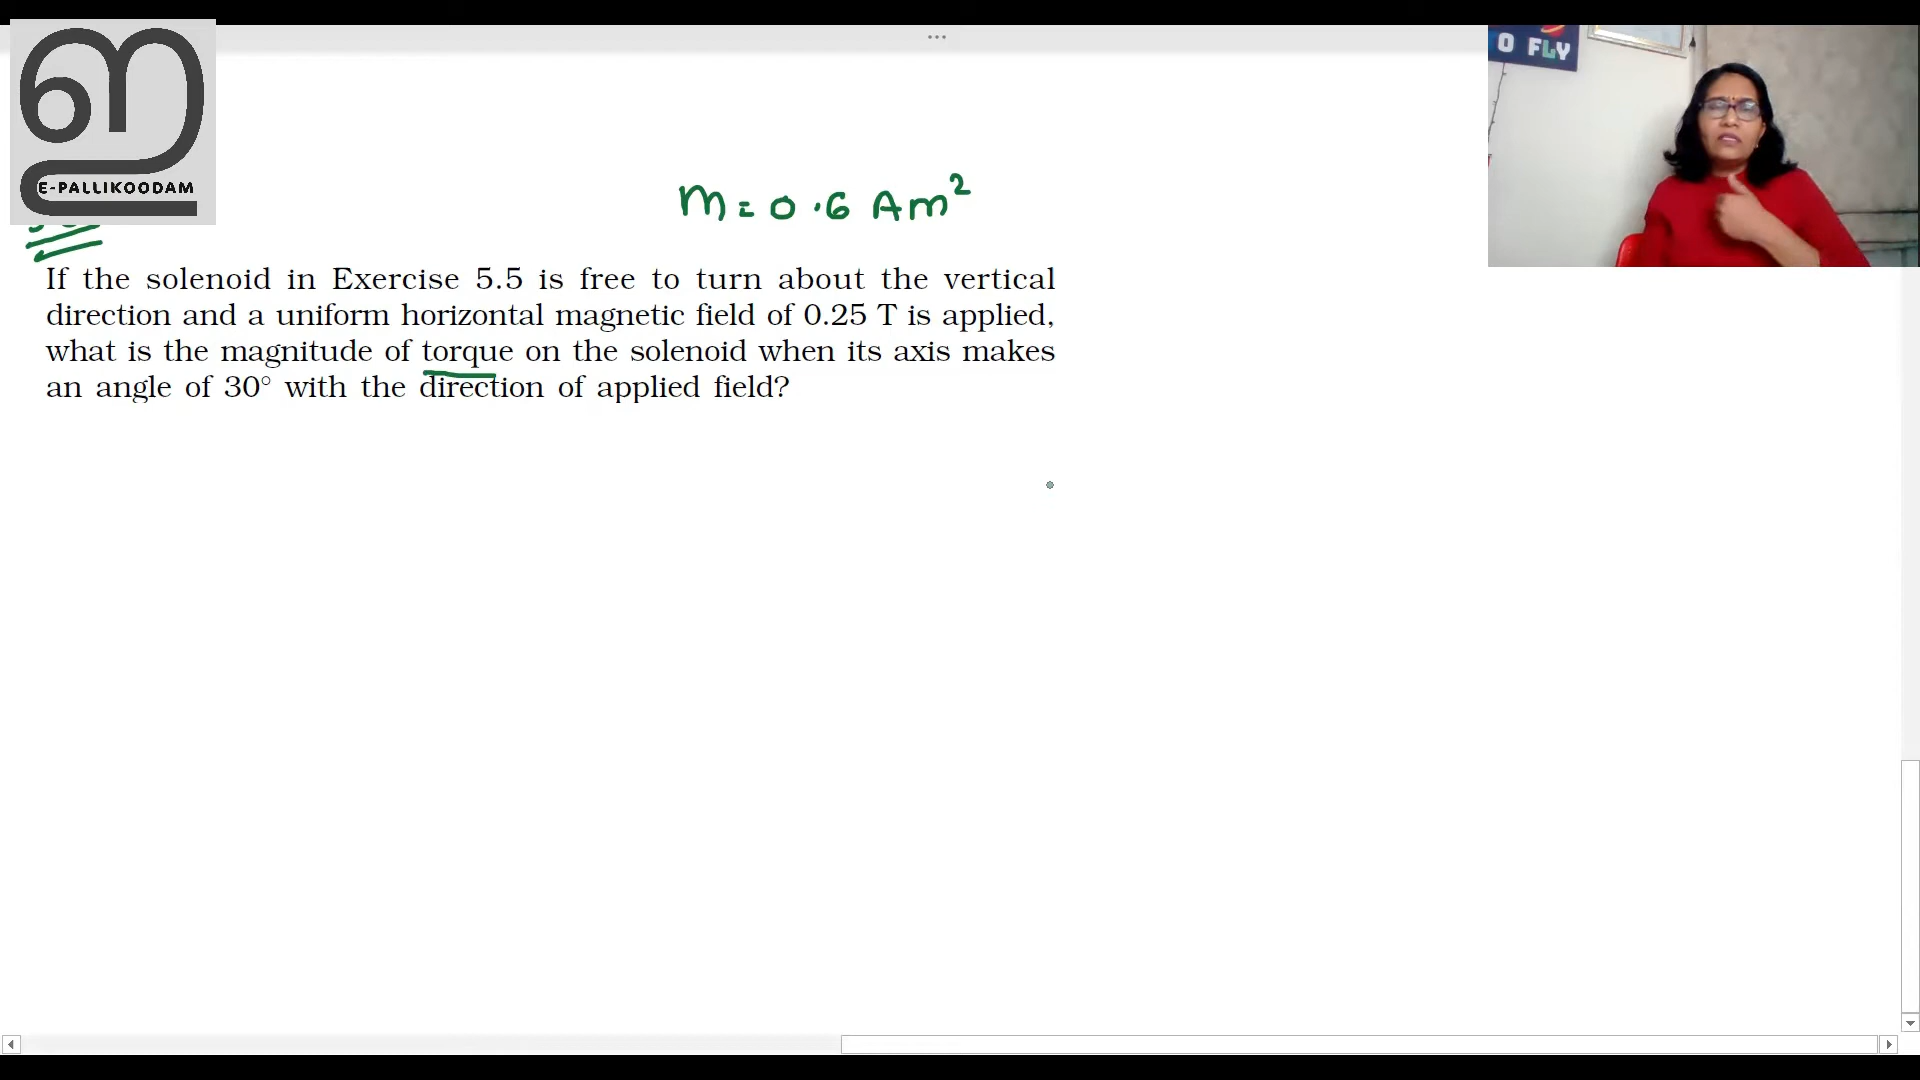 O FLY
E-PALLIKOODAM
m = 0.6 Am²
If the solenoid in Exercise 5.5 is free to turn about the vertical
direction and a uniform horizontal magnetic field of 0.25 T is applied,
what is the magnitude of torque on the solenoid when its axis makes
an angle of 30° with the direction of applied field?